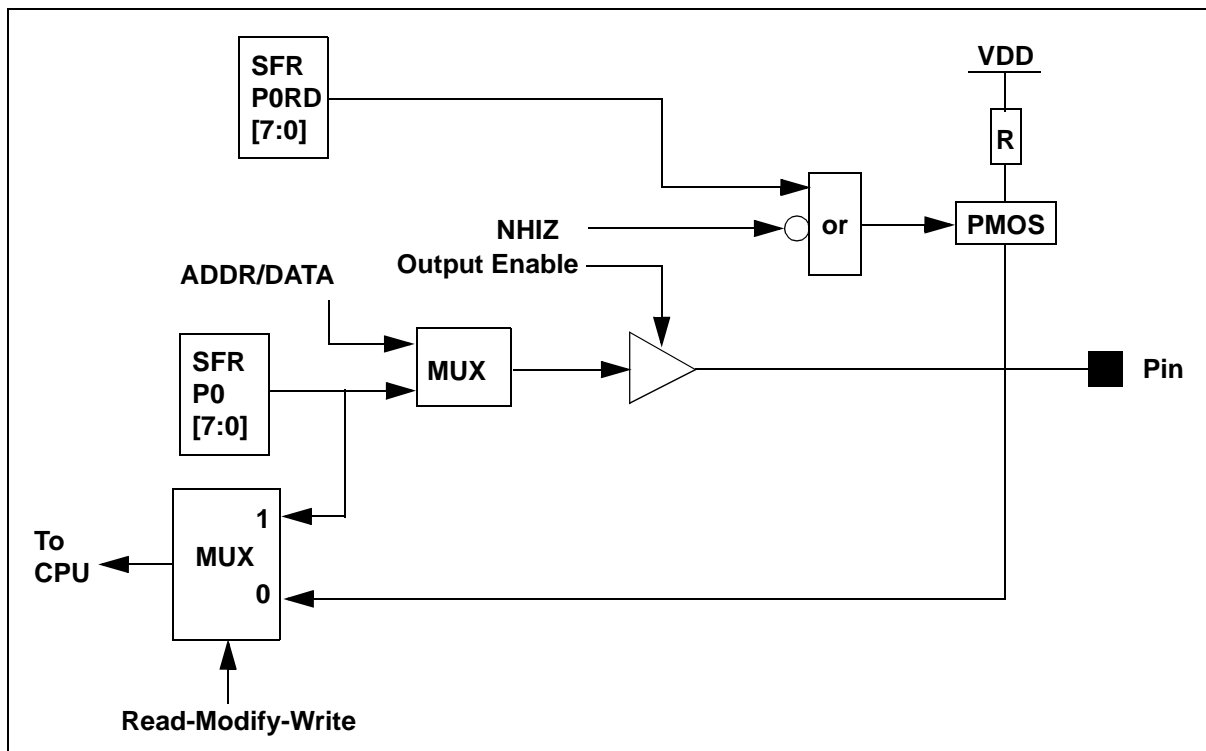 SFR
P0RD
[7:0]
VDD
R
PMOS
or
NHIZ
Output Enable
ADDR/DATA
MUX
SFR
P0
[7:0]
Pin
1
MUX
0
To
CPU
Read-Modify-Write